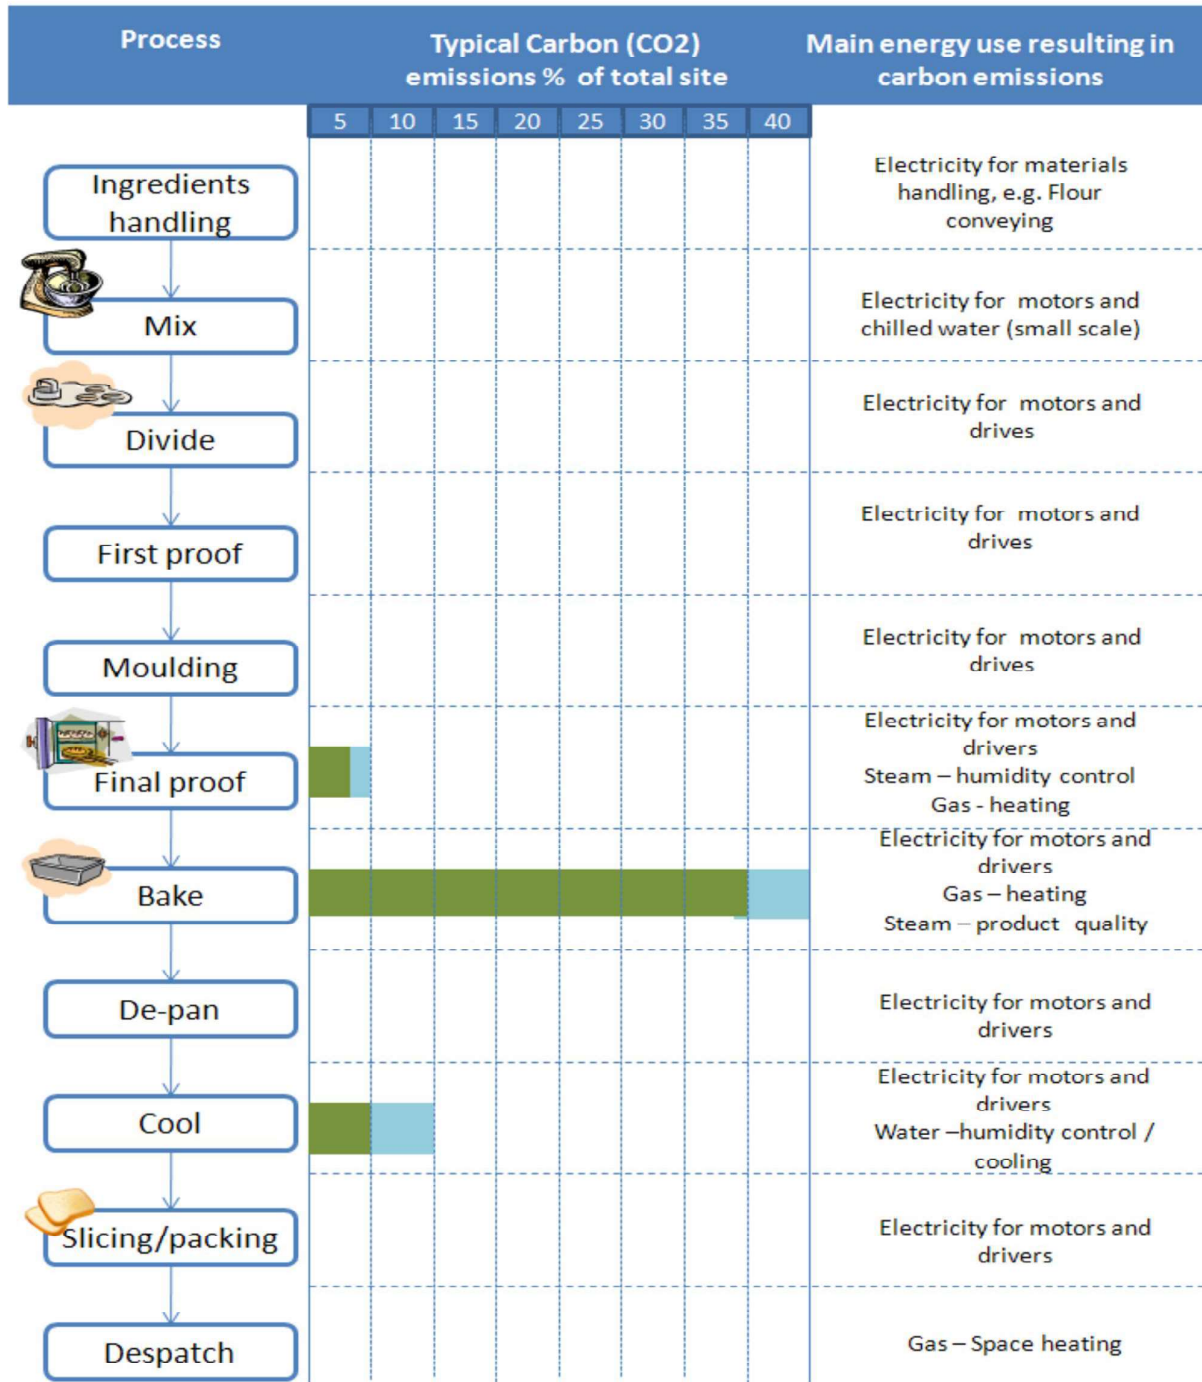 Process
Typical Carbon (CO2)
emissions %  of total site
Main energy use resulting in
carbon emissions
5 10 15 20 25 30 35 40
Ingredients
handling
Electricity for materials
handling, e.g. Flour
conveying
Mix
Electricity for  motors and
chilled water (small scale)
Divide
Electricity for  motors and
drives
First proof
Electricity for  motors and
drives
Moulding
Electricity for  motors and
drives
Final proof
Electricity for motors and
drivers
Steam – humidity control
Gas - heating
Bake
Electricity for motors and
drivers
Gas – heating
Steam – product  quality
De-pan
Electricity for motors and
drivers
Cool
Electricity for motors and
drivers
Water –humidity control /
cooling
Slicing/packing
Electricity for motors and
drivers
Despatch
Gas – Space heating